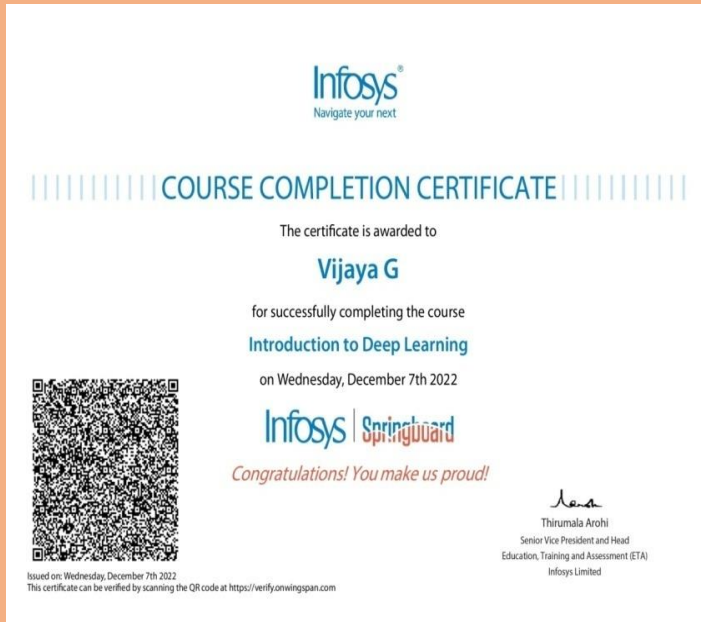 Infosys®
Navigate your next
COURSE COMPLETION CERTIFICATE
The certificate is awarded to
Vijaya G
for successfully completing the course
Introduction to Deep Learning
on Wednesday, December 7th 2022
Infosys | Springboard
Congratulations! You make us proud!
Thirumala Arohi
Senior Vice President and Head
Education, Training and Assessment (ETA)
Infosys Limited
Issued on: Wednesday, December 7th 2022
This certificate can be verified by scanning the QR code at https://verify.onwingspan.com